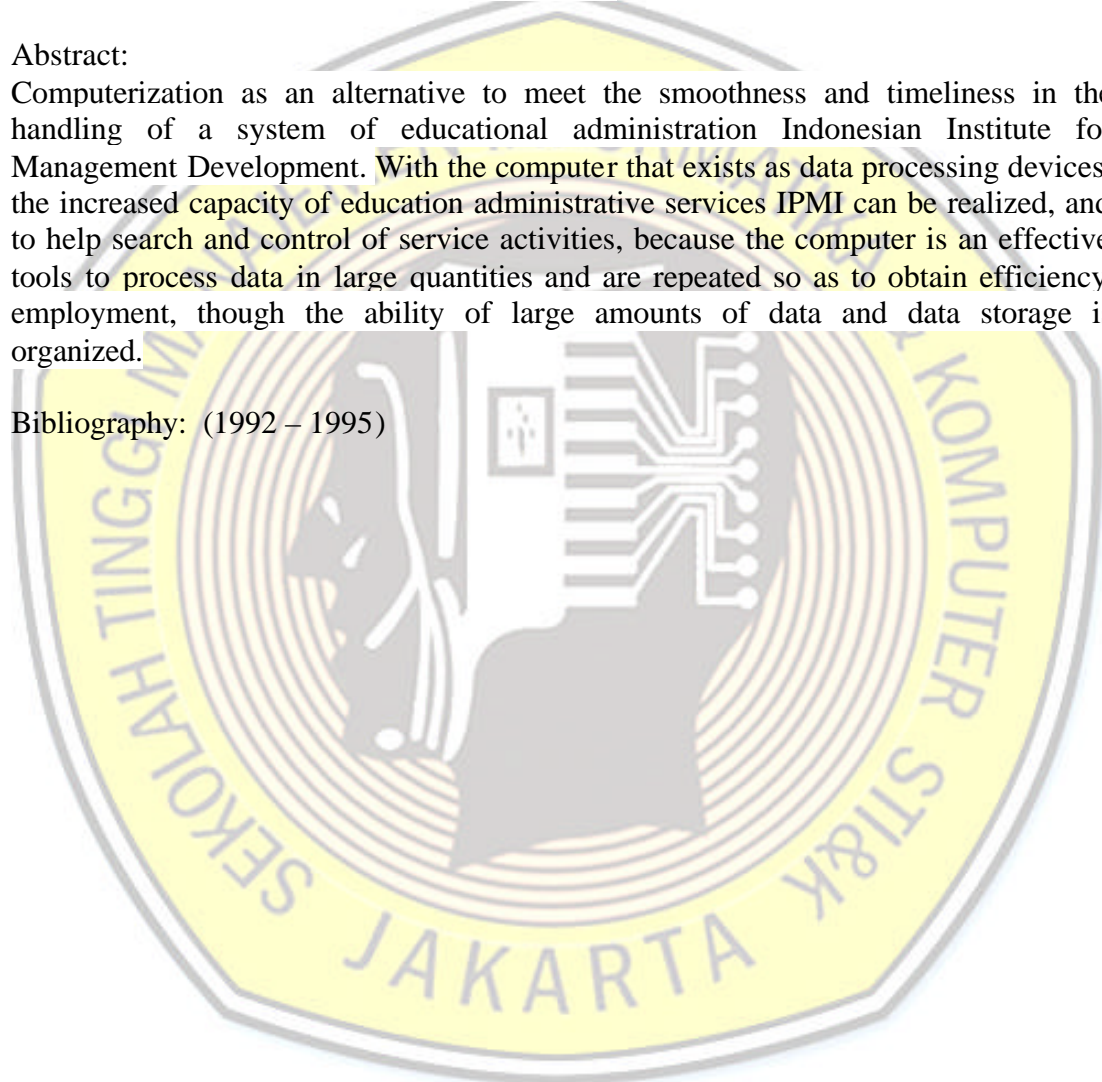 Abstract:
Computerization as an alternative to meet the smoothness and timeliness in the
handling of a system of educational administration Indonesian Institute fo
Management Development. With the computer that exists as data processing devices
the increased capacity of education administrative services IPMI can be realized, and
to help search and control of service activities, because the computer is an effective
tools to process data in large quantities and are repeated so as to obtain efficiency
employment, though the ability of large amounts of data and data storage i
organized.
Bibliography: (1992 – 1995)
SEKOLAH TINGGI & KOMPUTER STI&K
JAKARTA